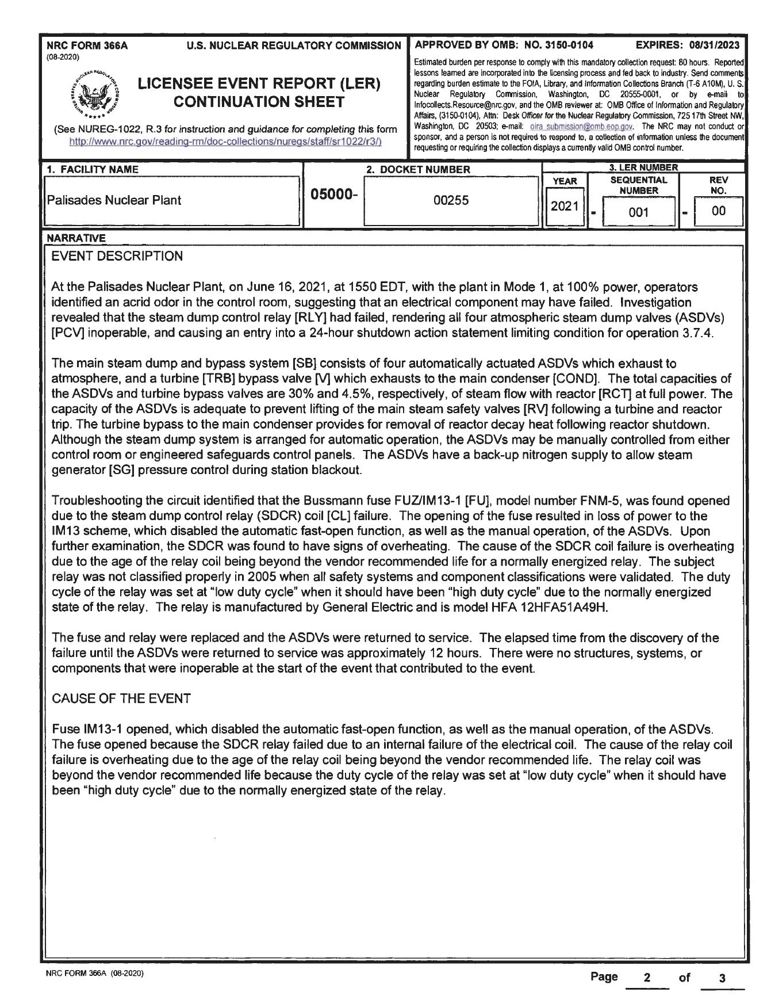 NRC FORM 366A U.S. NUCLEAR REGULATORY COMMISSION
(08-2020)
UNITED STATES NUCLEAR REGULATORY COMMISSION
LICENSEE EVENT REPORT (LER)
CONTINUATION SHEET
(See NUREG-1022, R.3 for instruction and guidance for completing this form
http://www.nrc.gov/reading-rm/doc-collections/nuregs/staff/sr1022/r3/)
APPROVED BY OMB: NO. 3150-0104 EXPIRES: 08/31/2023
Estimated burden per response to comply with this mandatory collection request: 80 hours. Reported
lessons learned are incorporated into the licensing process and fed back to industry. Send comments
regarding burden estimate to the FOIA, Library, and Information Collections Branch (T-6 A10M), U. S.
Nuclear Regulatory Commission, Washington, DC 20555-0001, or by e-mail to
Infocollects.Resource@nrc.gov, and the OMB reviewer at: OMB Office of Information and Regulatory
Affairs, (3150-0104), Attn: Desk Officer for the Nuclear Regulatory Commission, 725 17th Street NW,
Washington, DC 20503; e-mail: oira_submission@omb.eop.gov. The NRC may not conduct or
sponsor, and a person is not required to respond to, a collection of information unless the document
requesting or requiring the collection displays a currently valid OMB control number.
1. FACILITY NAME
Palisades Nuclear Plant
2. DOCKET NUMBER
05000-
00255
3. LER NUMBER
YEAR SEQUENTIAL NUMBER REV NO.
2021 - 001 - 00
NARRATIVE
EVENT DESCRIPTION
At the Palisades Nuclear Plant, on June 16, 2021, at 1550 EDT, with the plant in Mode 1, at 100% power, operators
identified an acrid odor in the control room, suggesting that an electrical component may have failed. Investigation
revealed that the steam dump control relay [RLY] had failed, rendering all four atmospheric steam dump valves (ASDVs)
[PCV] inoperable, and causing an entry into a 24-hour shutdown action statement limiting condition for operation 3.7.4.
The main steam dump and bypass system [SB] consists of four automatically actuated ASDVs which exhaust to
atmosphere, and a turbine [TRB] bypass valve [V] which exhausts to the main condenser [COND]. The total capacities of
the ASDVs and turbine bypass valves are 30% and 4.5%, respectively, of steam flow with reactor [RCT] at full power. The
capacity of the ASDVs is adequate to prevent lifting of the main steam safety valves [RV] following a turbine and reactor
trip. The turbine bypass to the main condenser provides for removal of reactor decay heat following reactor shutdown.
Although the steam dump system is arranged for automatic operation, the ASDVs may be manually controlled from either
control room or engineered safeguards control panels. The ASDVs have a back-up nitrogen supply to allow steam
generator [SG] pressure control during station blackout.
Troubleshooting the circuit identified that the Bussmann fuse FUZ/IM13-1 [FU], model number FNM-5, was found opened
due to the steam dump control relay (SDCR) coil [CL] failure. The opening of the fuse resulted in loss of power to the
IM13 scheme, which disabled the automatic fast-open function, as well as the manual operation, of the ASDVs. Upon
further examination, the SDCR was found to have signs of overheating. The cause of the SDCR coil failure is overheating
due to the age of the relay coil being beyond the vendor recommended life for a normally energized relay. The subject
relay was not classified properly in 2005 when all safety systems and component classifications were validated. The duty
cycle of the relay was set at “low duty cycle” when it should have been “high duty cycle” due to the normally energized
state of the relay. The relay is manufactured by General Electric and is model HFA 12HFA51A49H.
The fuse and relay were replaced and the ASDVs were returned to service. The elapsed time from the discovery of the
failure until the ASDVs were returned to service was approximately 12 hours. There were no structures, systems, or
components that were inoperable at the start of the event that contributed to the event.
CAUSE OF THE EVENT
Fuse IM13-1 opened, which disabled the automatic fast-open function, as well as the manual operation, of the ASDVs.
The fuse opened because the SDCR relay failed due to an internal failure of the electrical coil. The cause of the relay coil
failure is overheating due to the age of the relay coil being beyond the vendor recommended life. The relay coil was
beyond the vendor recommended life because the duty cycle of the relay was set at “low duty cycle” when it should have
been “high duty cycle” due to the normally energized state of the relay.
NRC FORM 366A (08-2020)
Page 2 of 3